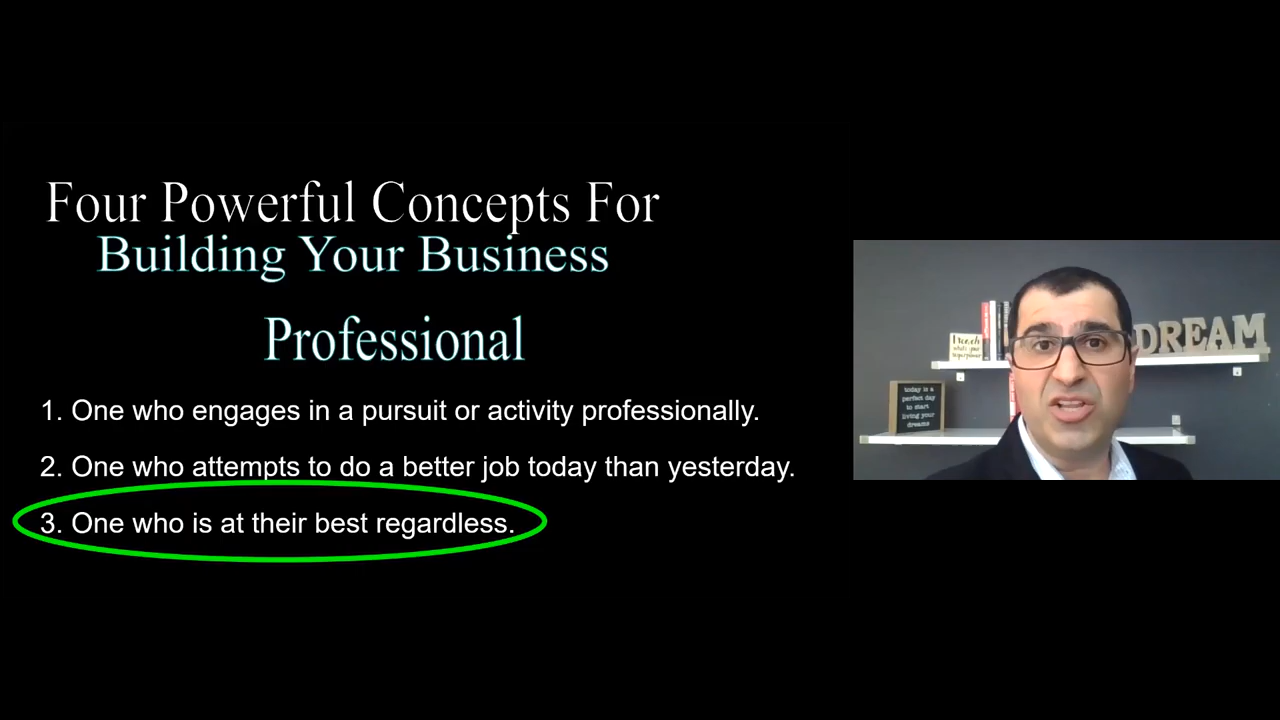 Four Powerful Concepts For
Building Your Business
Professional
1. One who engages in a pursuit or activity professionally.
2. One who attempts to do a better job today than yesterday.
3. One who is at their best regardless.
DREAM
today is a
perfect day
to start
living your
dreams